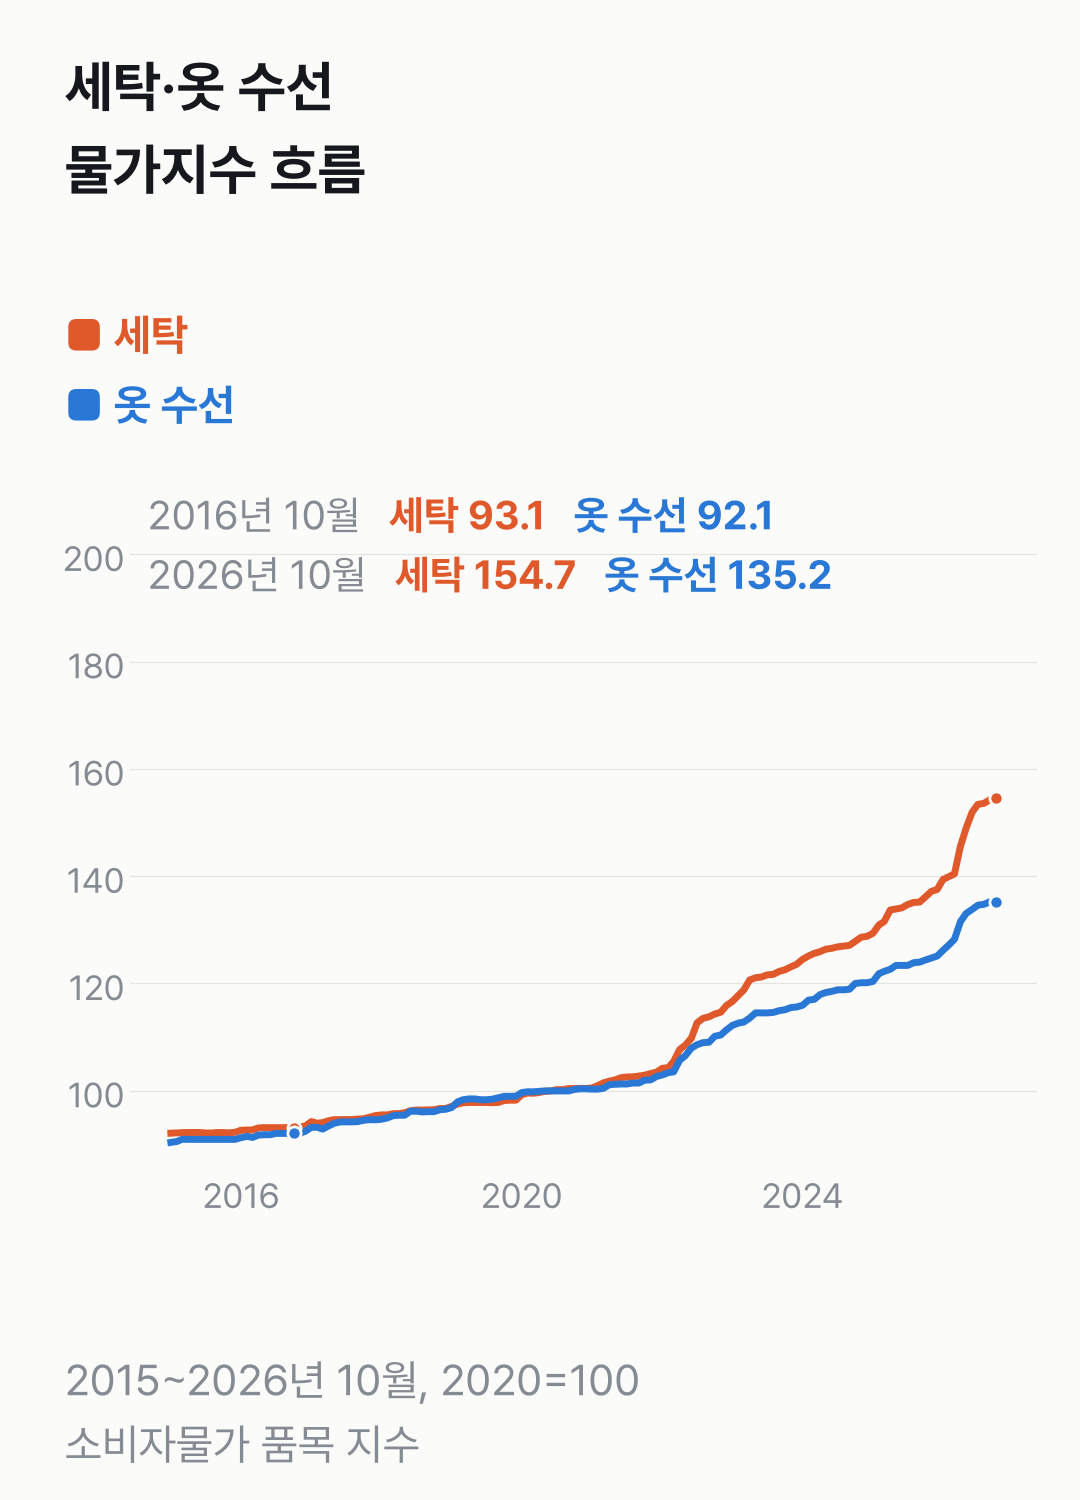 세탁·옷 수선
물가지수 흐름
세탁
옷 수선
2016년 10월 세탁 93.1 옷 수선 92.1
200
2026년 10월 세탁 154.7 옷 수선 135.2
180
160
140
120
100
2016 2020 2024
2015~2026년 10월, 2020=100
소비자물가 품목 지수